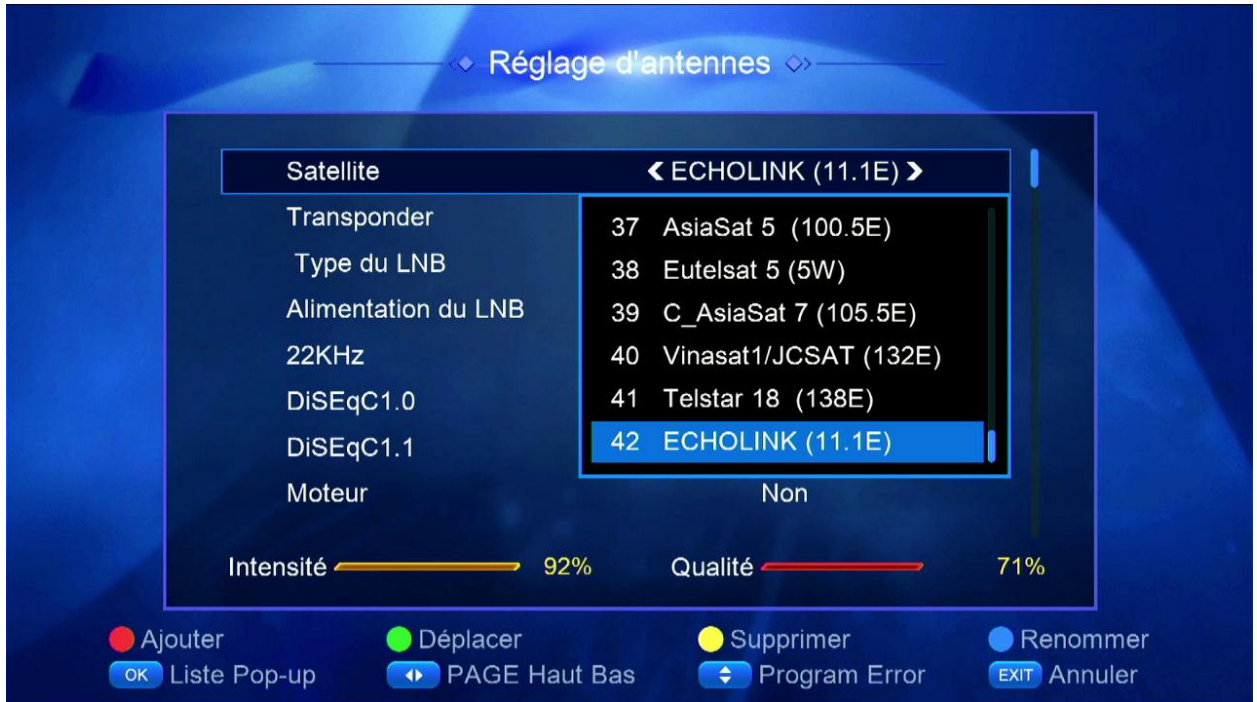 Réglage d'antennes
Satellite ECHOLINK (11.1E)
Transponder
Type du LNB
Alimentation du LNB
22KHz
DiSEqC1.0
DiSEqC1.1
Moteur Non
37 AsiaSat 5 (100.5E)
38 Eutelsat 5 (5W)
39 C_AsiaSat 7 (105.5E)
40 Vinasat1/JCSAT (132E)
41 Telstar 18 (138E)
42 ECHOLINK (11.1E)
Intensité 92% Qualité 71%
Ajouter Déplacer Supprimer Renommer
OK Liste Pop-up PAGE Haut Bas Program Error EXIT Annuler